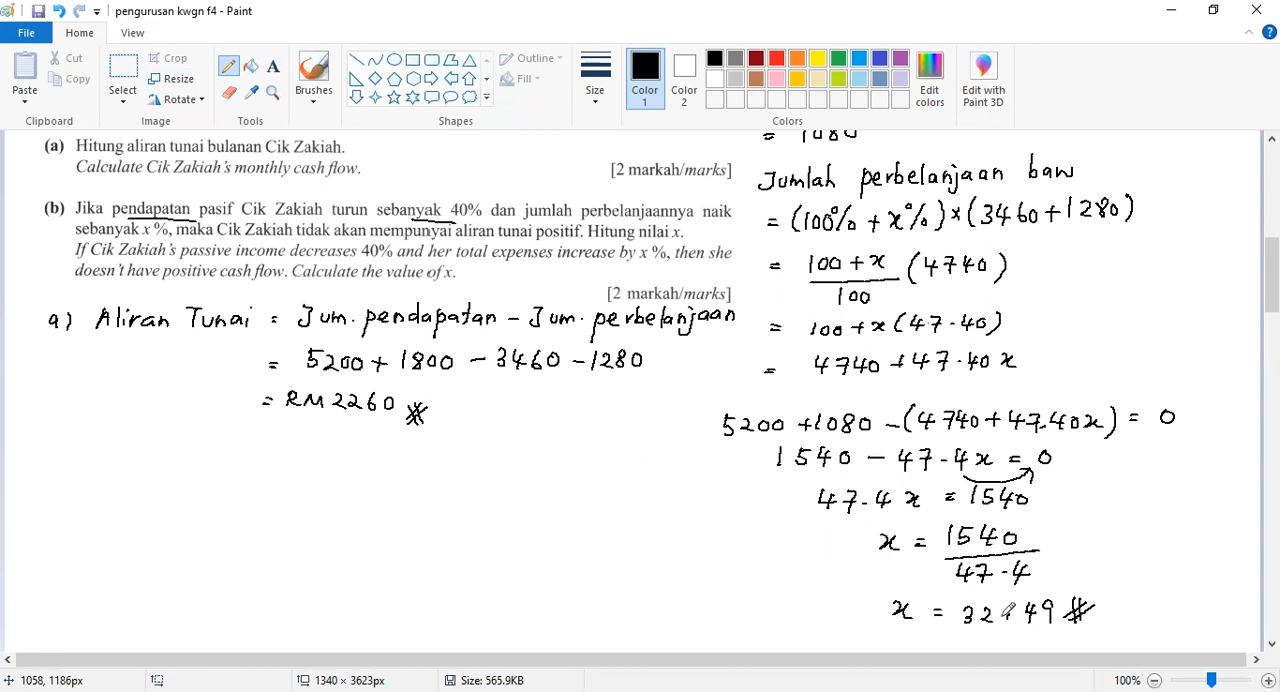 pengurusan kwgn f4 - Paint
File Home View
Paste
Cut
Copy
Clipboard
Select
Crop
Resize
Rotate
Image
A
Tools
Brushes
Outline
Fill
Shapes
Size
Color 1
Color 2
Edit colors
Edit with Paint 3D
Colors
(a) Hitung aliran tunai bulanan Cik Zakiah.
Calculate Cik Zakiah's monthly cash flow. [2 markah/marks]
(b) Jika pendapatan pasif Cik Zakiah turun sebanyak 40% dan jumlah perbelanjaannya naik
sebanyak x %, maka Cik Zakiah tidak akan mempunyai aliran tunai positif. Hitung nilai x.
If Cik Zakiah's passive income decreases 40% and her total expenses increase by x %, then she
doesn't have positive cash flow. Calculate the value of x.
[2 markah/marks]
a) Aliran Tunai = Jum. pendapatan - Jum. perbelanjaan
= 5200 + 1800 - 3460 - 1280
= RM 2260
= 1080
Jumlah perbelanjaan baru
= (100% + x%) × (3460 + 1280)
= 100 + x / 100 (4740)
= 100 + x (47.40)
= 4740 + 47.40 x
5200 + 1080 - (4740 + 47.40x) = 0
1540 - 47.4x = 0
47.4 x = 1540
x = 1540 / 47.4
x = 32.49
1058, 1186px
1340 × 3623px
Size: 565.9KB
100%